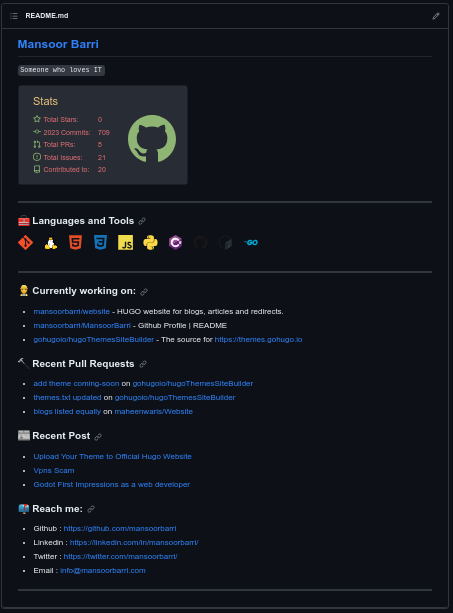 README.md
Mansoor Barri
Someone who loves IT
Stats
Total Stars: 0
2023 Commits: 709
Total PRs: 5
Total Issues: 21
Contributed to: 20
Languages and Tools
JS
GO
Currently working on:
mansoorbarri/website - HUGO website for blogs, articles and redirects.
mansoorbarri/MansoorBarri - Github Profile | README
gohugoio/hugoThemesSiteBuilder - The source for https://themes.gohugo.io
Recent Pull Requests
add theme coming-soon on gohugoio/hugoThemesSiteBuilder
themes.txt updated on gohugoio/hugoThemesSiteBuilder
blogs listed equally on maheenwaris/Website
Recent Post
Upload Your Theme to Official Hugo Website
Vpns Scam
Godot First Impressions as a web developer
Reach me:
Github : https://github.com/mansoorbarri
Linkedin : https://linkedin.com/in/mansoorbarri/
Twitter : https://twitter.com/mansoorbarri/
Email : info@mansoorbarri.com